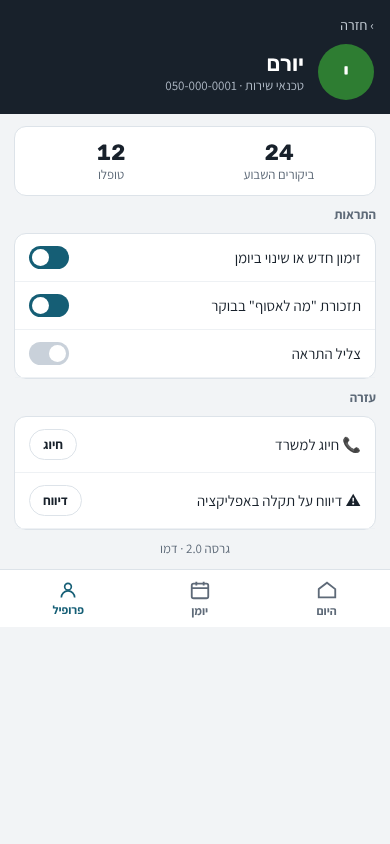 › חזרה
י
יורם
טכנאי שירות · 050-000-0001
24
ביקורים השבוע
12
טופלו
התראות
זימון חדש או שינוי ביומן
תזכורת "מה לאסוף" בבוקר
צליל התראה
עזרה
📞 חיוג למשרד
חיוג
⚠ דיווח על תקלה באפליקציה
דיווח
גרסה 2.0 · דמו
היום
יומן
פרופיל